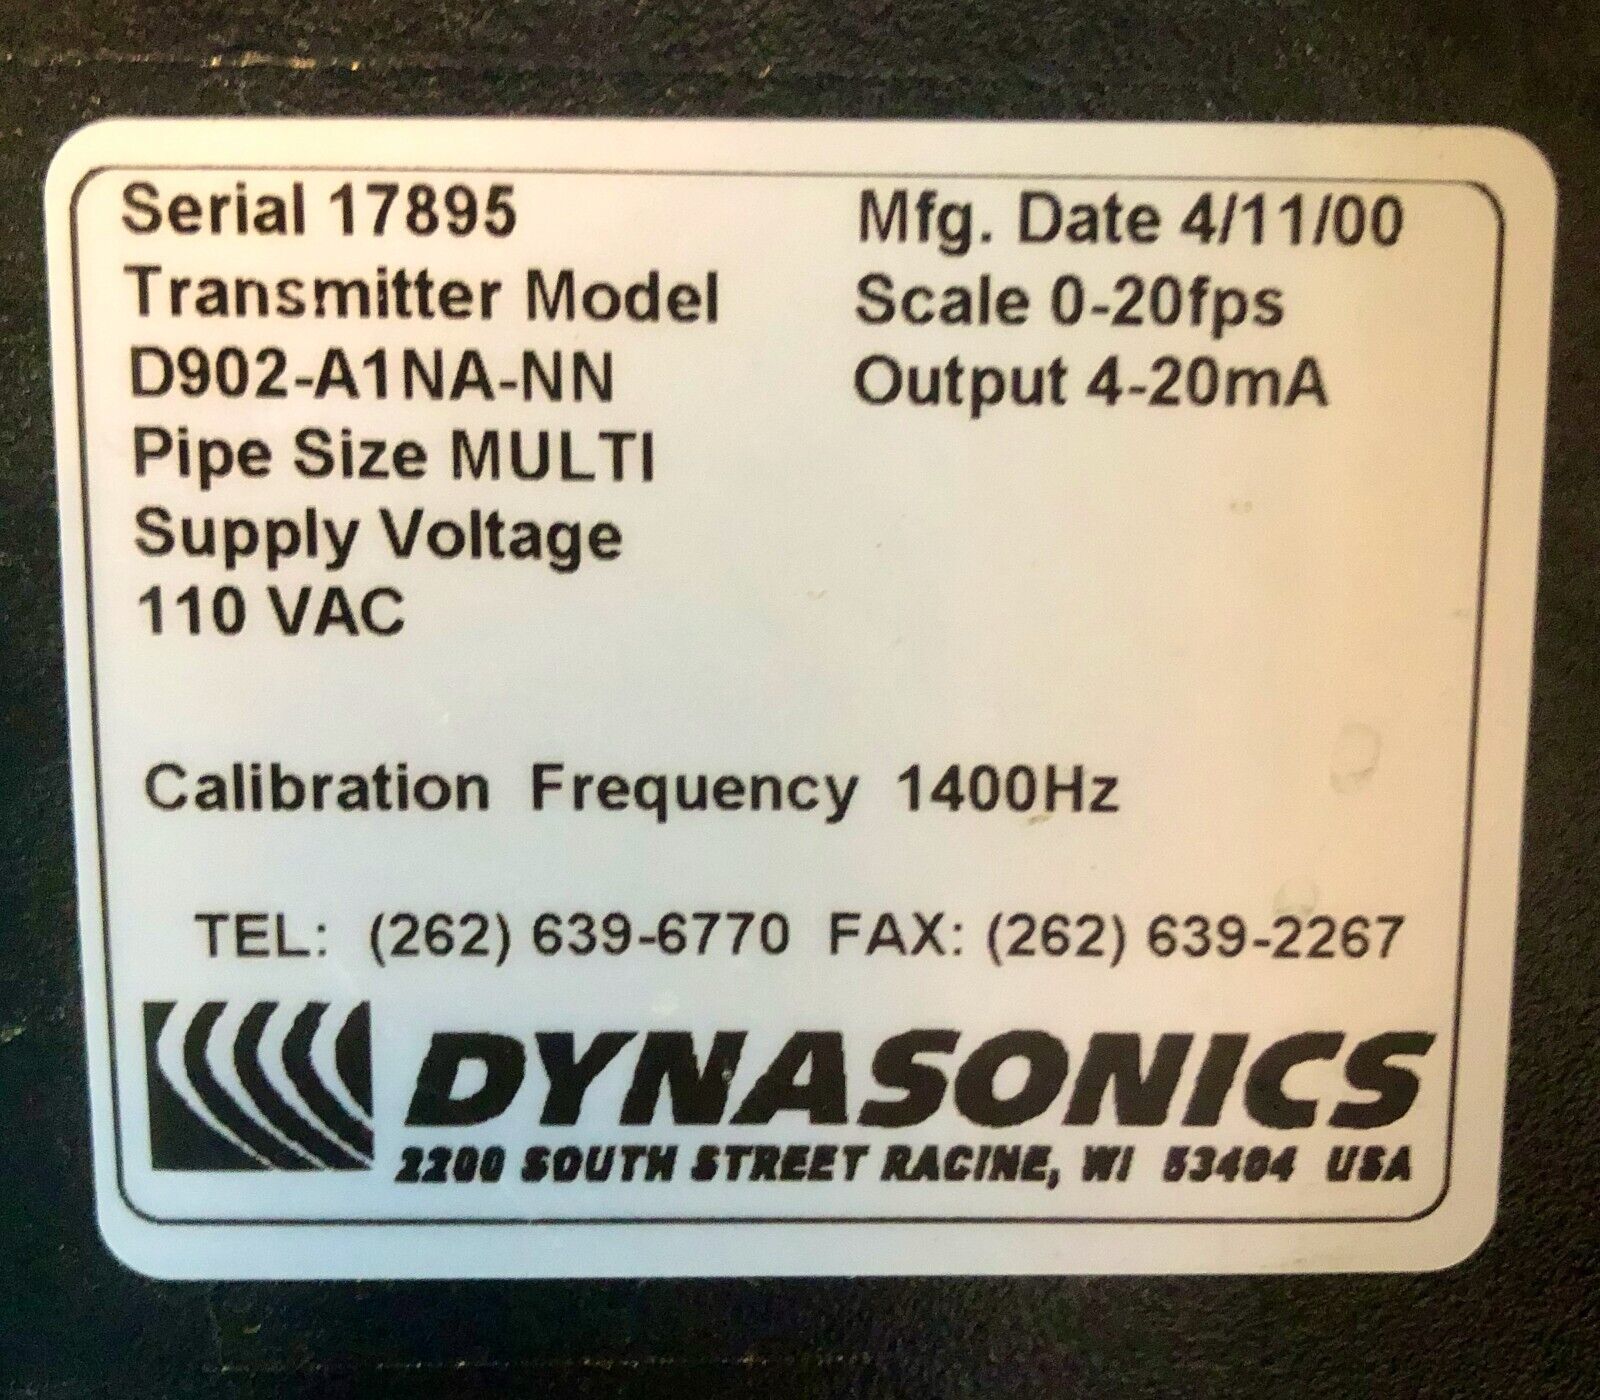 Serial 17895
Transmitter Model
D902-A1NA-NN
Pipe Size MULTI
Supply Voltage
110 VAC
Mfg. Date 4/11/00
Scale 0-20fps
Output 4-20mA
Calibration Frequency 1400Hz
TEL: (262) 639-6770 FAX: (262) 639-2267
DYNASONICS
2200 SOUTH STREET RACINE, WI 53404 USA